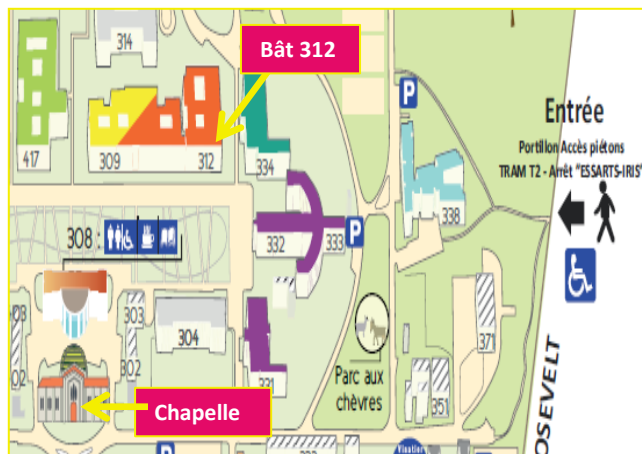 314
Bât 312
P
Entrée
Portillon Accès piétons
TRAM T2 - Arrêt "ESSARTS-IRIS"
417
309
312
334
338
308 :
332
333
P
303
304
302
331
371
Parc aux
chèvres
351
Chapelle
P
OSEVELT